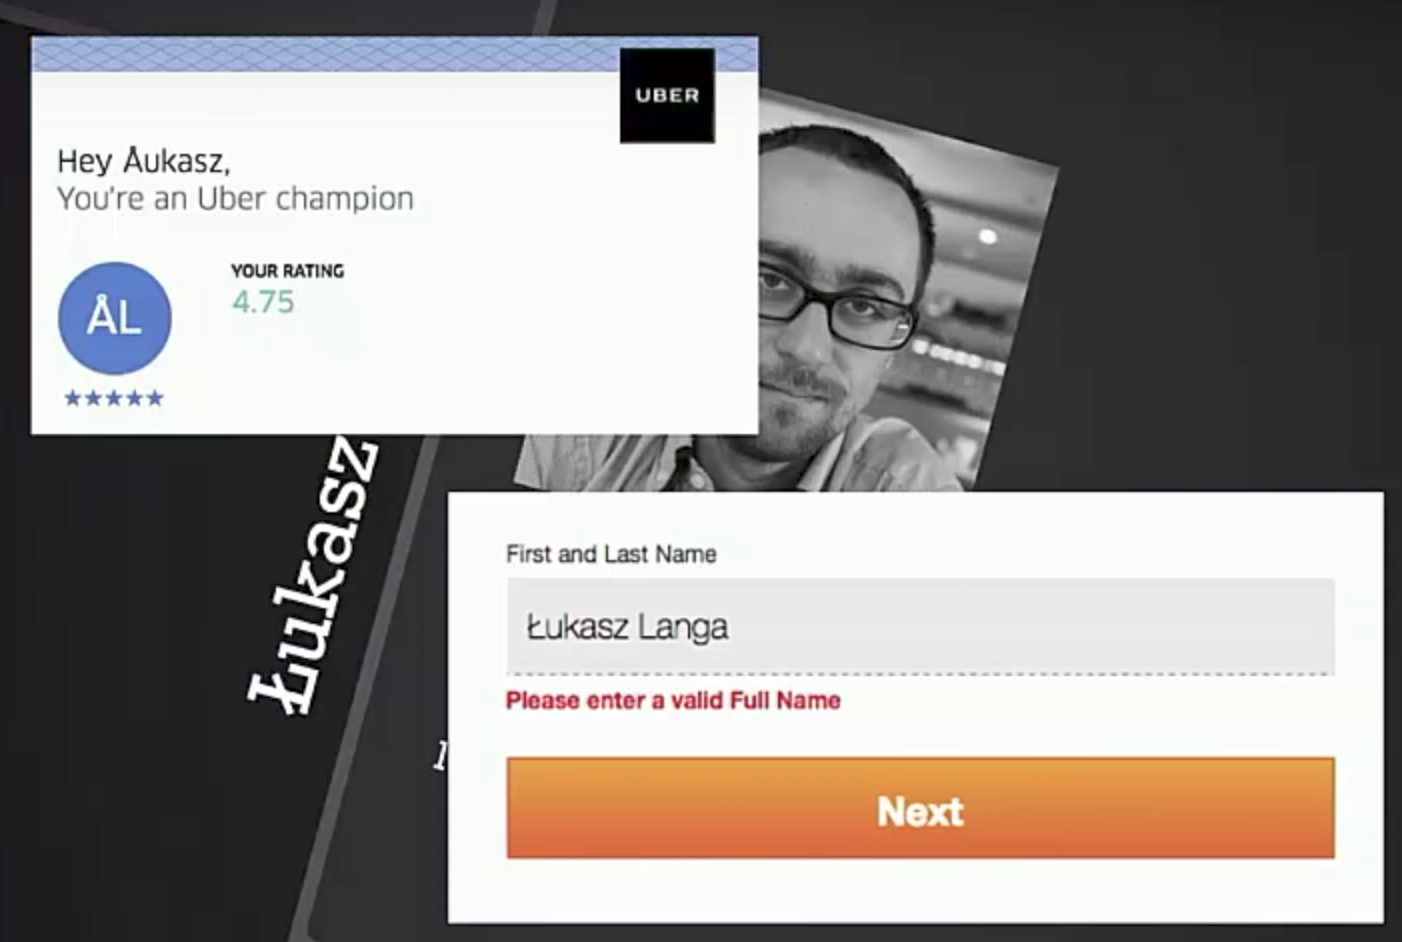 UBER
Hey Åukasz,
You're an Uber champion
YOUR RATING
4.75
ÅL
Łukasz
First and Last Name
Łukasz Langa
Please enter a valid Full Name
Next